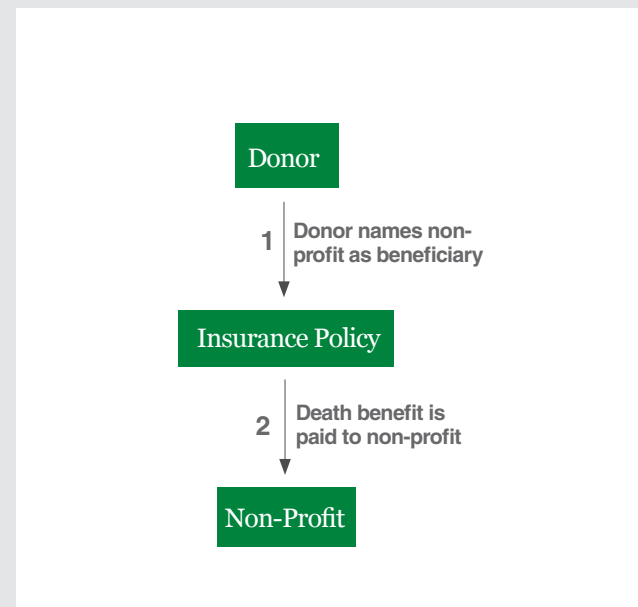 Donor
1
Donor names non-
profit as beneficiary
Insurance Policy
2
Death benefit is
paid to non-profit
Non-Profit